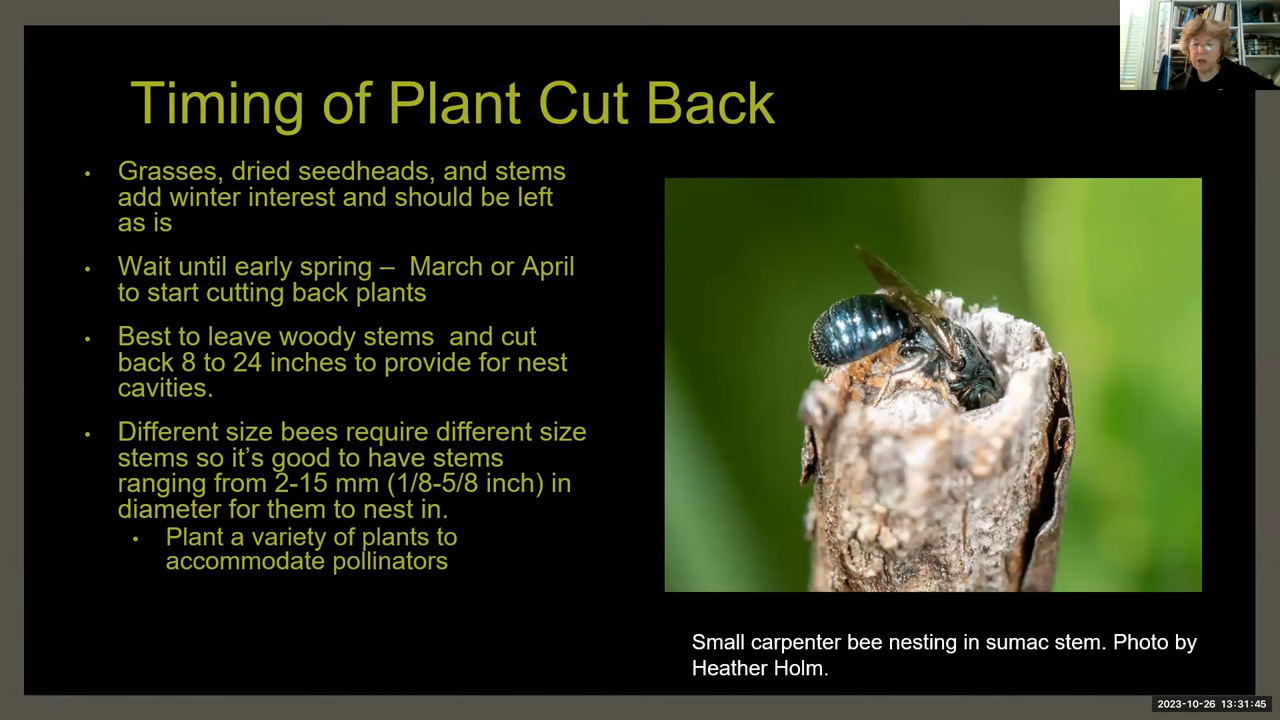 Timing of Plant Cut Back
• Grasses, dried seedheads, and stems
add winter interest and should be left
as is
• Wait until early spring –  March or April
to start cutting back plants
• Best to leave woody stems  and cut
back 8 to 24 inches to provide for nest
cavities.
• Different size bees require different size
stems so it’s good to have stems
ranging from 2-15 mm (1/8-5/8 inch) in
diameter for them to nest in.
• Plant a variety of plants to
accommodate pollinators
Small carpenter bee nesting in sumac stem. Photo by
Heather Holm.
2023-10-26 13:31:45